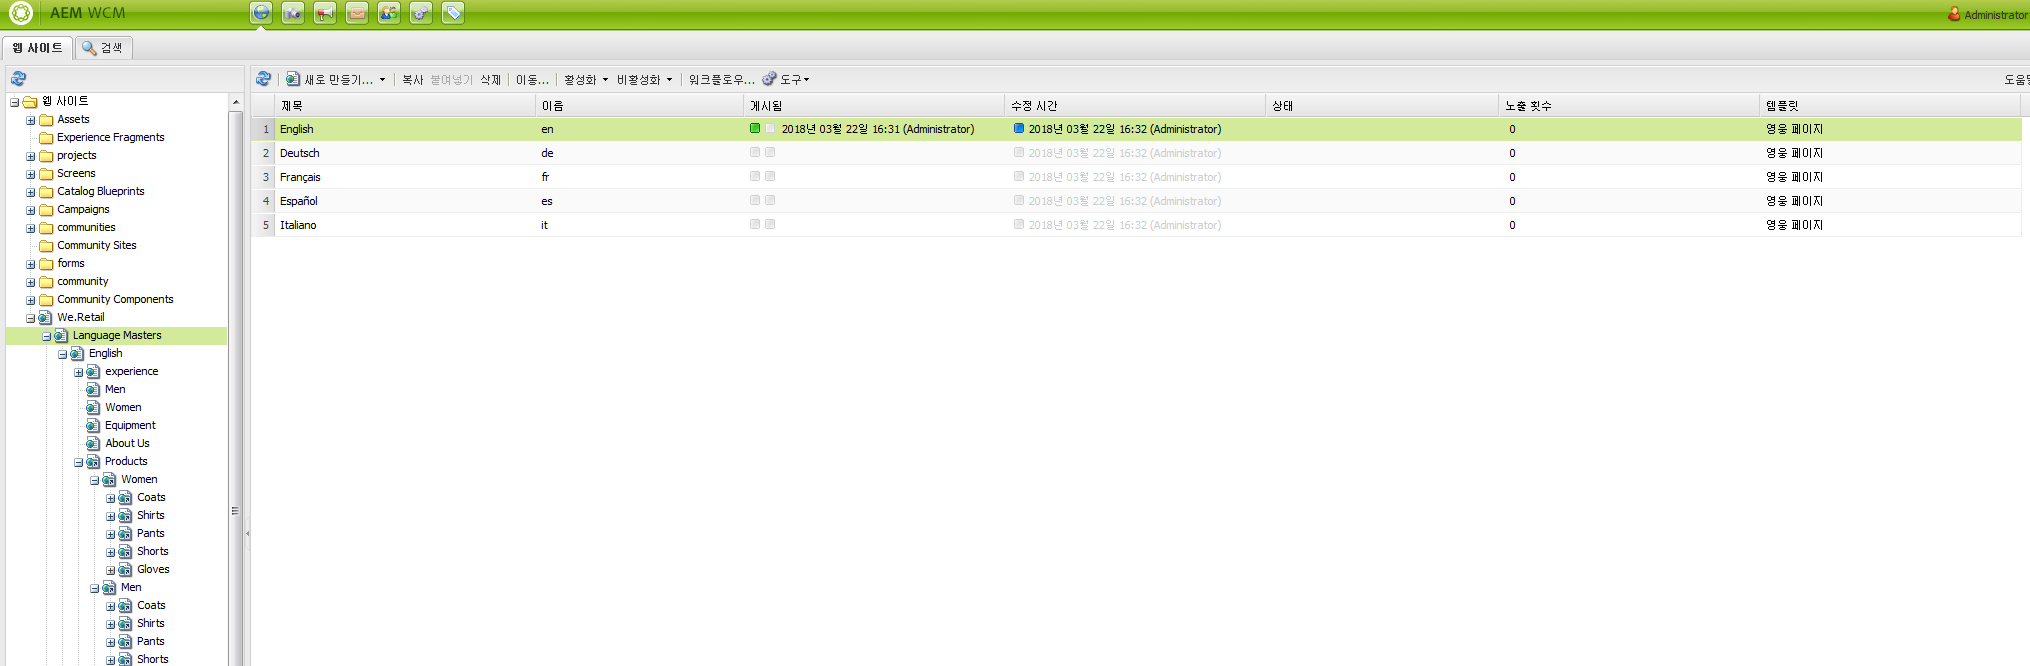 AEM WCM
Administrator
웹 사이트 검색
새로 만들기... 복사 붙여넣기 삭제 이동... 활성화 비활성화 워크플로우... 도구
제목 이름 게시됨 수정 시간 상태 노출 횟수 템플릿
1 English en 2018년 03월 22일 16:31 (Administrator) 2018년 03월 22일 16:32 (Administrator) 0 영웅 페이지
2 Deutsch de 2018년 03월 22일 16:32 (Administrator) 0 영웅 페이지
3 Français fr 2018년 03월 22일 16:32 (Administrator) 0 영웅 페이지
4 Español es 2018년 03월 22일 16:32 (Administrator) 0 영웅 페이지
5 Italiano it 2018년 03월 22일 16:32 (Administrator) 0 영웅 페이지
웹 사이트
Assets
Experience Fragments
projects
Screens
Catalog Blueprints
Campaigns
communities
Community Sites
forms
community
Community Components
We.Retail
Language Masters
English
experience
Men
Women
Equipment
About Us
Products
Women
Coats
Shirts
Pants
Shorts
Gloves
Men
Coats
Shirts
Pants
Shorts